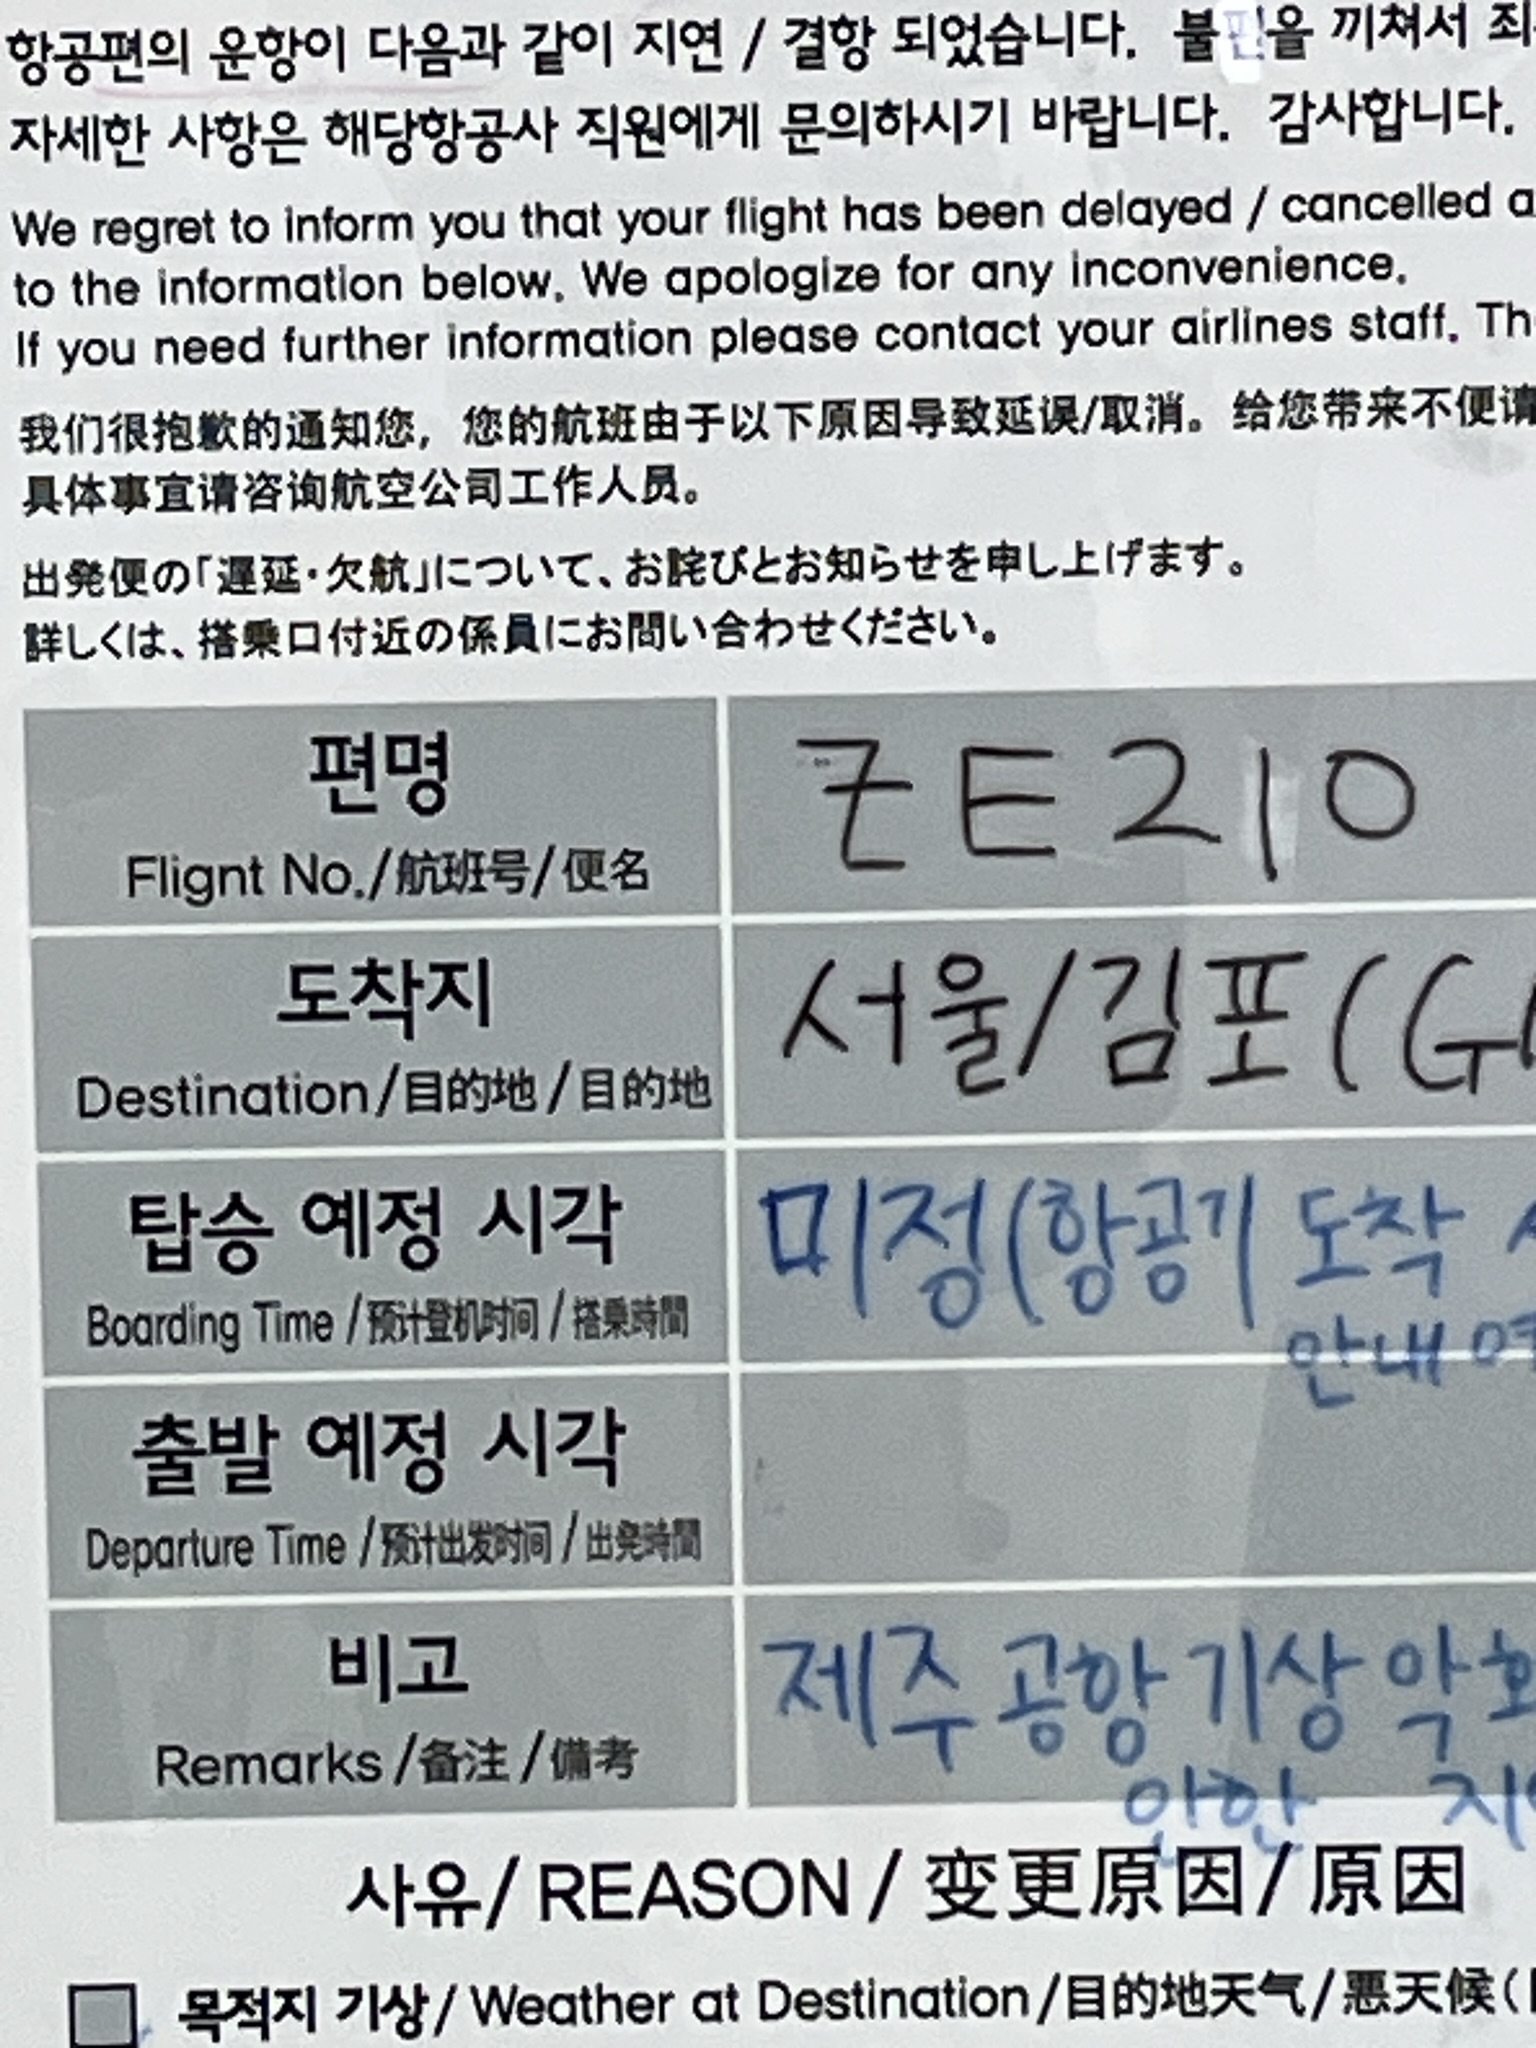 항공편의 운항이 다음과 같이 지연 / 결항 되었습니다. 불편을 끼쳐서 죄
자세한 사항은 해당항공사 직원에게 문의하시기 바랍니다. 감사합니다.
We regret to inform you that your flight has been delayed / cancelled a
to the information below. We apologize for any inconvenience.
If you need further information please contact your airlines staff. Th
我们很抱歉的通知您, 您的航班由于以下原因导致延误/取消。给您带来不便请
具体事宜请咨询航空公司工作人员。
出発便の「遅延・欠航」について、お詫びとお知らせを申し上げます。
詳しくは、搭乗口付近の係員にお問い合わせください。
편명 ZE210
Flignt No./航班号/便名
도착지 서울/김포(G
Destination/目的地/目的地
탑승 예정 시각 미정(항공기 도착
Boarding Time/预计登机时间/搭乗時間
안내
출발 예정 시각
Departure Time/预计出发时间/出発時間
비고 제주 공항 기상 악화
Remarks/备注/備考
인한
사유/REASON/变更原因/原因
목적지 기상/Weather at Destination/目的地天气/悪天候(